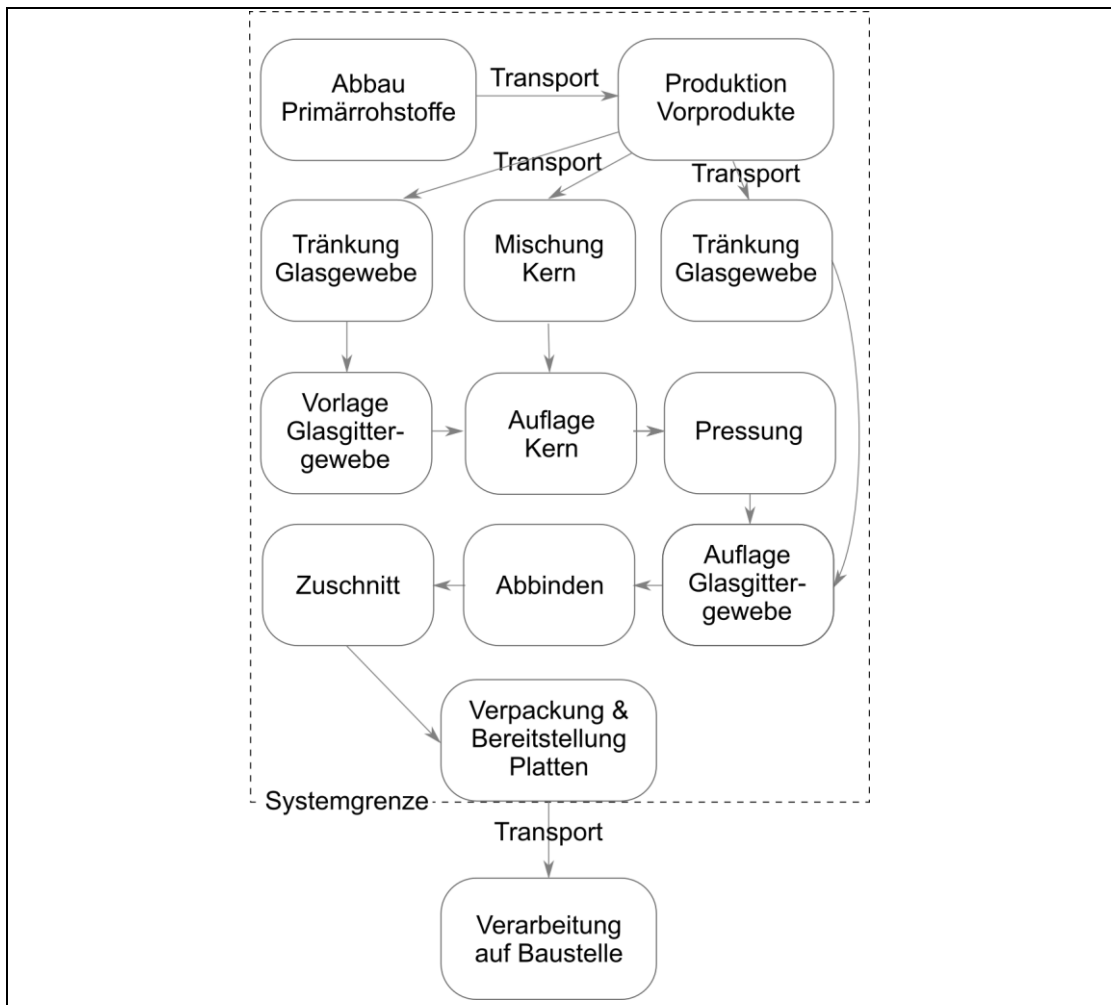 Abbau
Primärrohstoffe
Transport
Produktion
Vorprodukte
Transport
Transport
Tränkung
Glasgewebe
Mischung
Kern
Tränkung
Glasgewebe
Vorlage
Glasgitter-
gewebe
Auflage
Kern
Pressung
Zuschnitt
Abbinden
Auflage
Glasgitter-
gewebe
Verpackung &
Bereitstellung
Platten
Systemgrenze
Transport
Verarbeitung
auf Baustelle